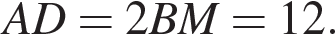 AD = 2BM = 12.